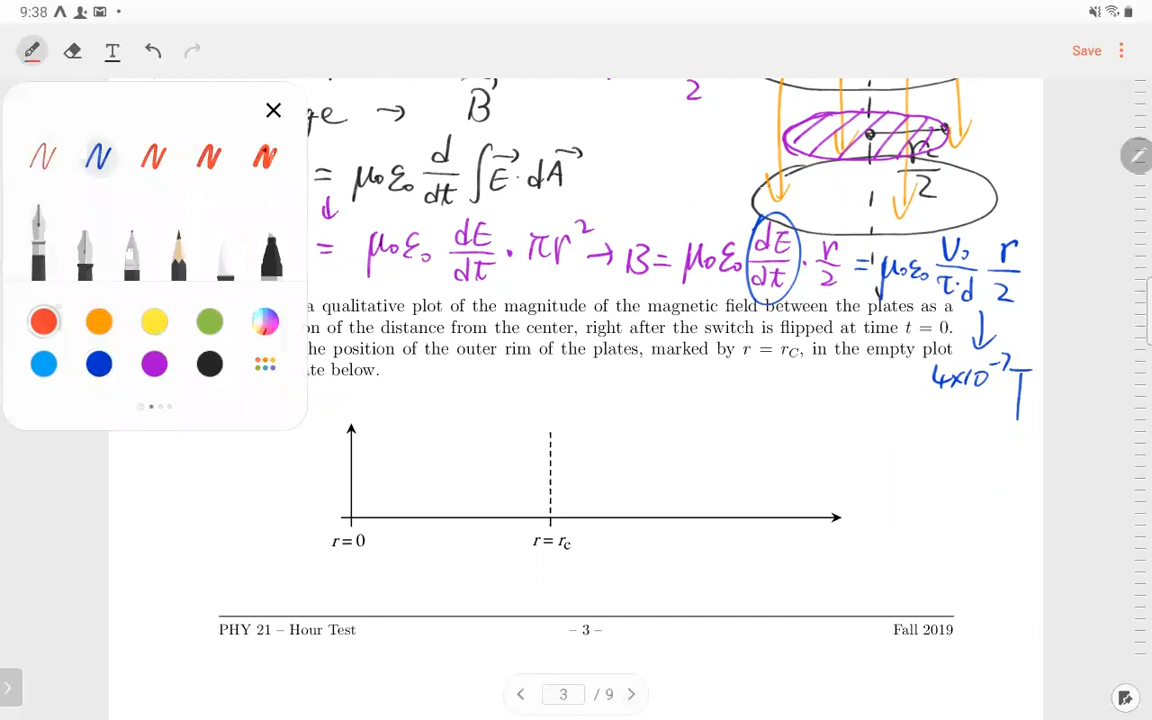 9:38
T
Save
2
ge → B⃗
= μ₀ε₀ d/dt ∫E⃗·dA⃗
r/2
= μ₀ε₀ dE/dt · πr² → B = μ₀ε₀ dE/dt · r/2 = μ₀ε₀ V₀/τ·d r/2
a qualitative plot of the magnitude of the magnetic field between the plates as a
n of the distance from the center, right after the switch is flipped at time t = 0.
he position of the outer rim of the plates, marked by r = rC, in the empty plot
te below.
4×10⁻⁷ T
r = 0
r = rc
PHY 21 – Hour Test
– 3 –
Fall 2019
3 / 9